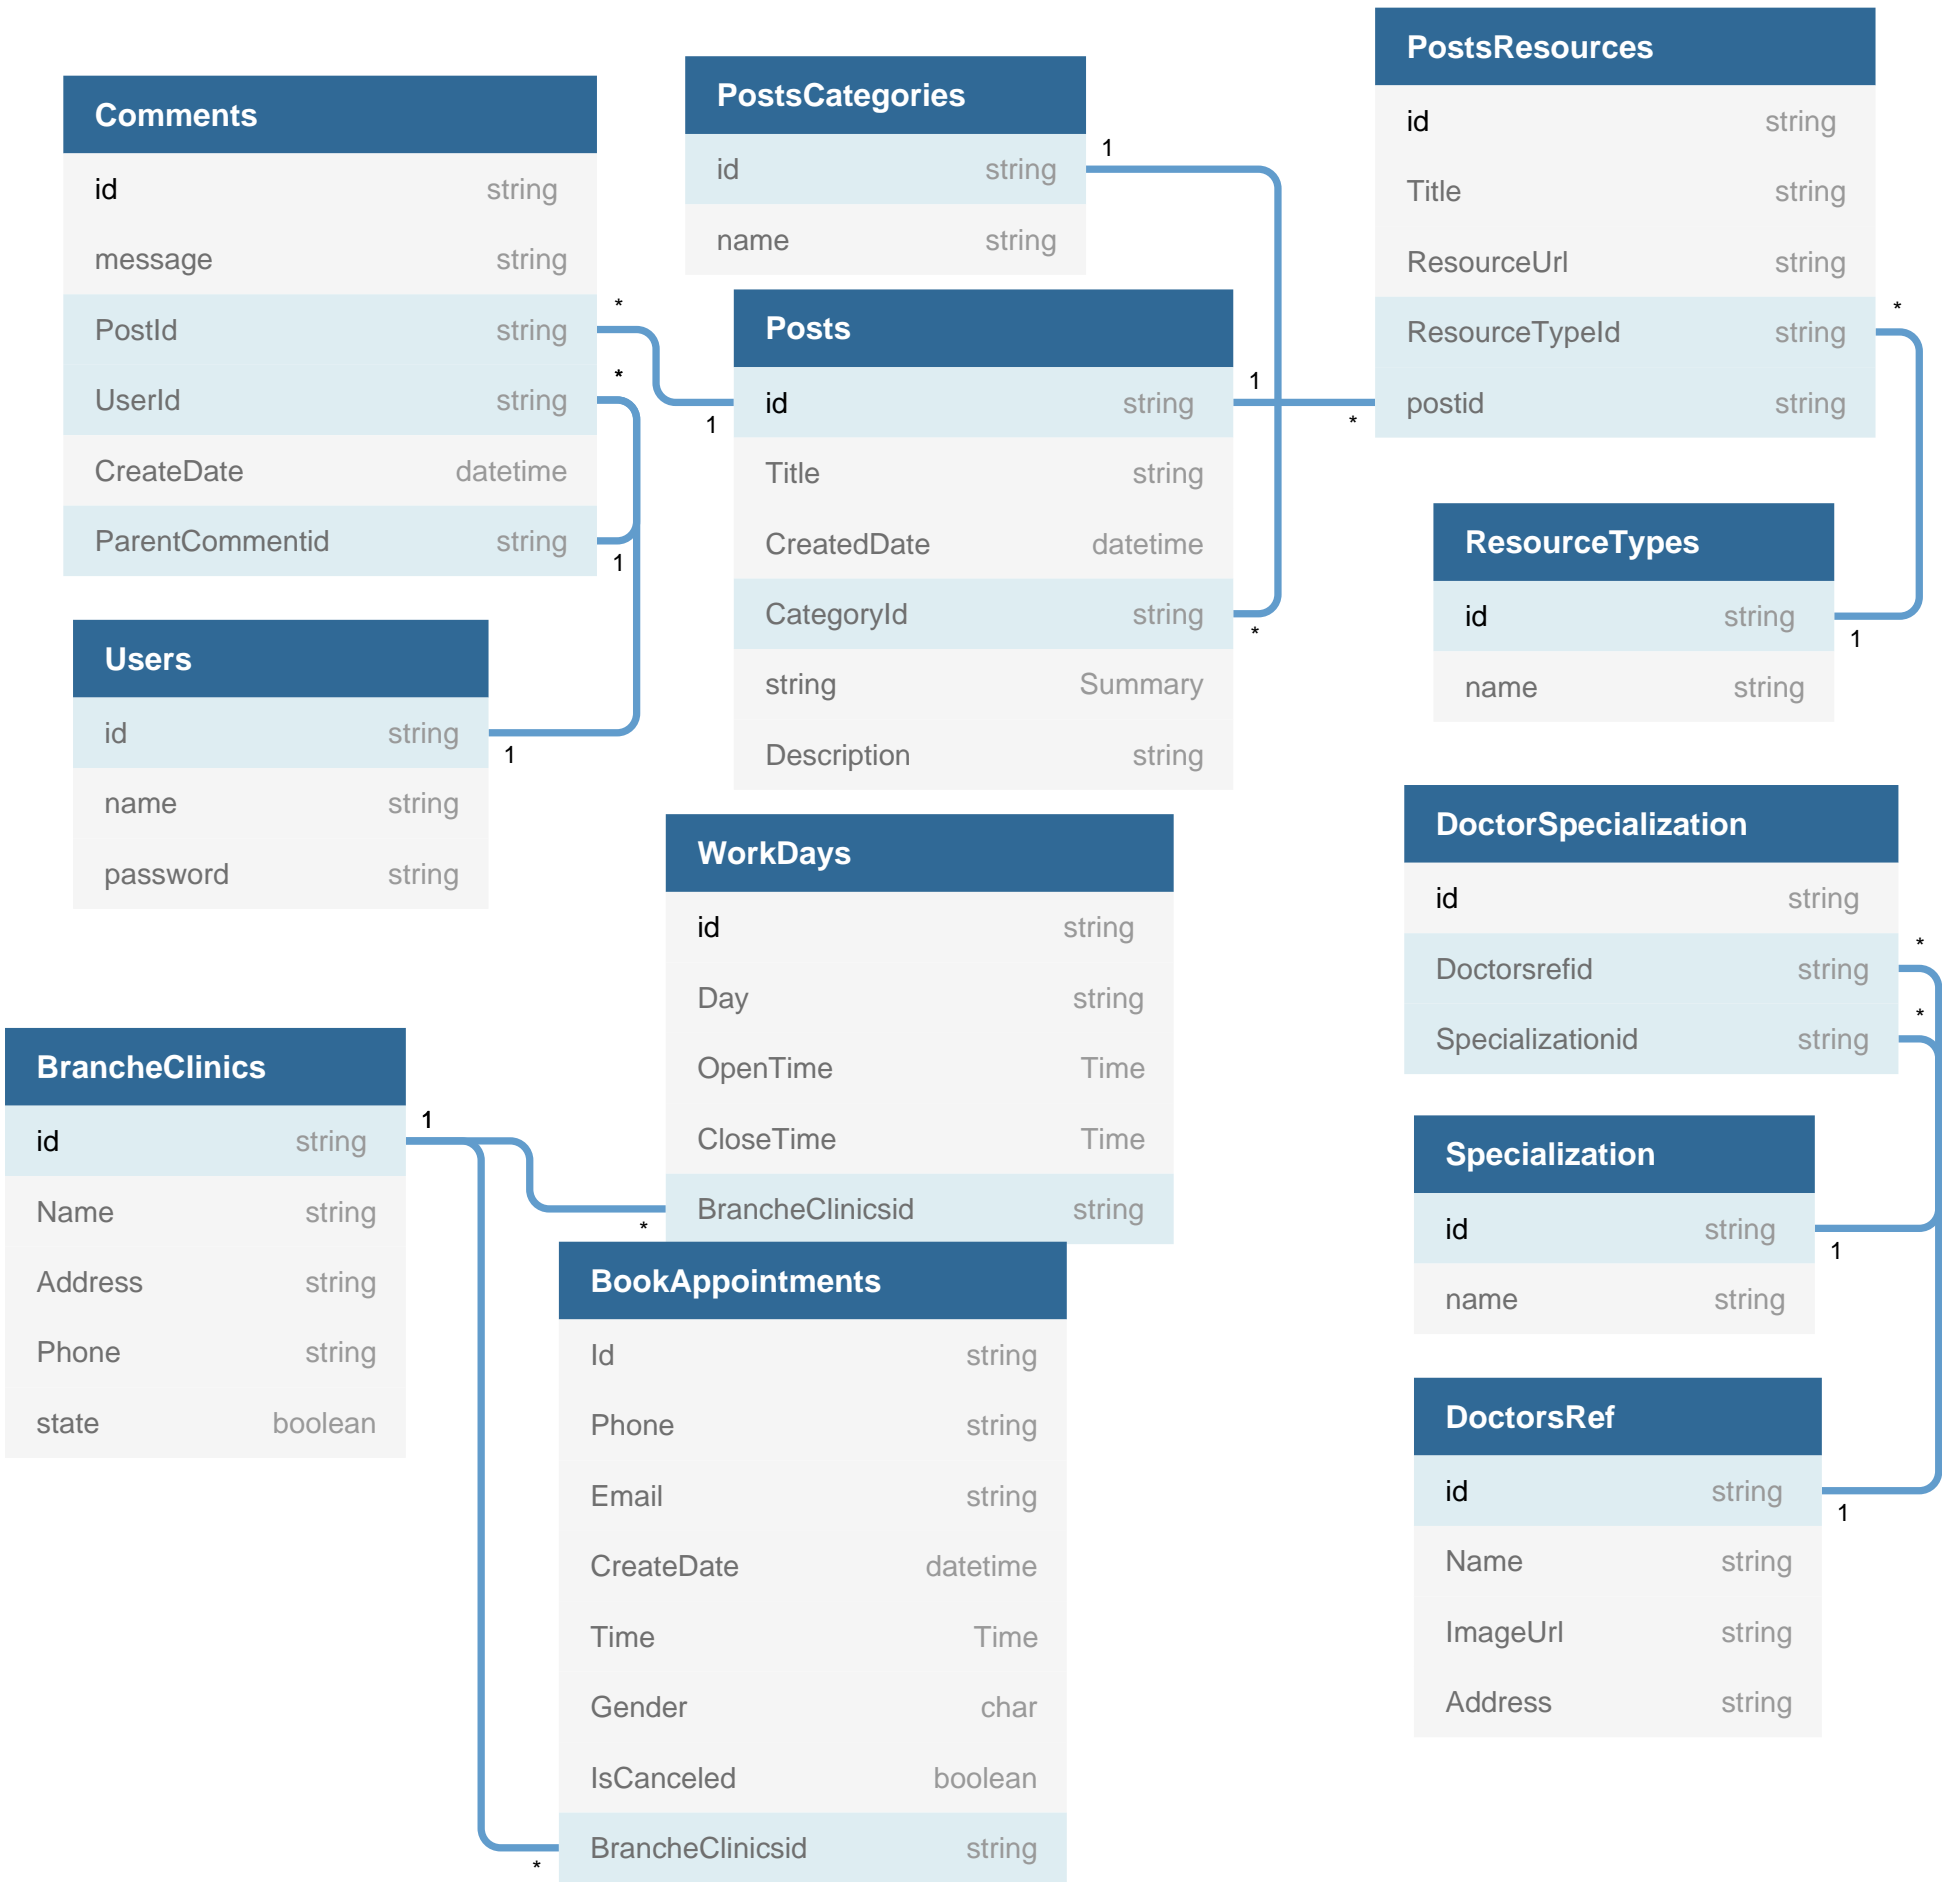 Comments
id string
message string
PostId string
UserId string
CreateDate datetime
ParentCommentid string
*
*
1
PostsCategories
id string
name string
1
PostsResources
id string
Title string
ResourceUrl string
ResourceTypeId string
postid string
*
*
Posts
id string
Title string
CreatedDate datetime
CategoryId string
string Summary
Description string
1
1
*
ResourceTypes
id string
name string
1
Users
id string
name string
password string
1
WorkDays
id string
Day string
OpenTime Time
CloseTime Time
BrancheClinicsid string
*
DoctorSpecialization
id string
Doctorsrefid string
Specializationid string
*
*
BrancheClinics
id string
Name string
Address string
Phone string
state boolean
1
Specialization
id string
name string
1
BookAppointments
Id string
Phone string
Email string
CreateDate datetime
Time Time
Gender char
IsCanceled boolean
BrancheClinicsid string
*
DoctorsRef
id string
Name string
ImageUrl string
Address string
1